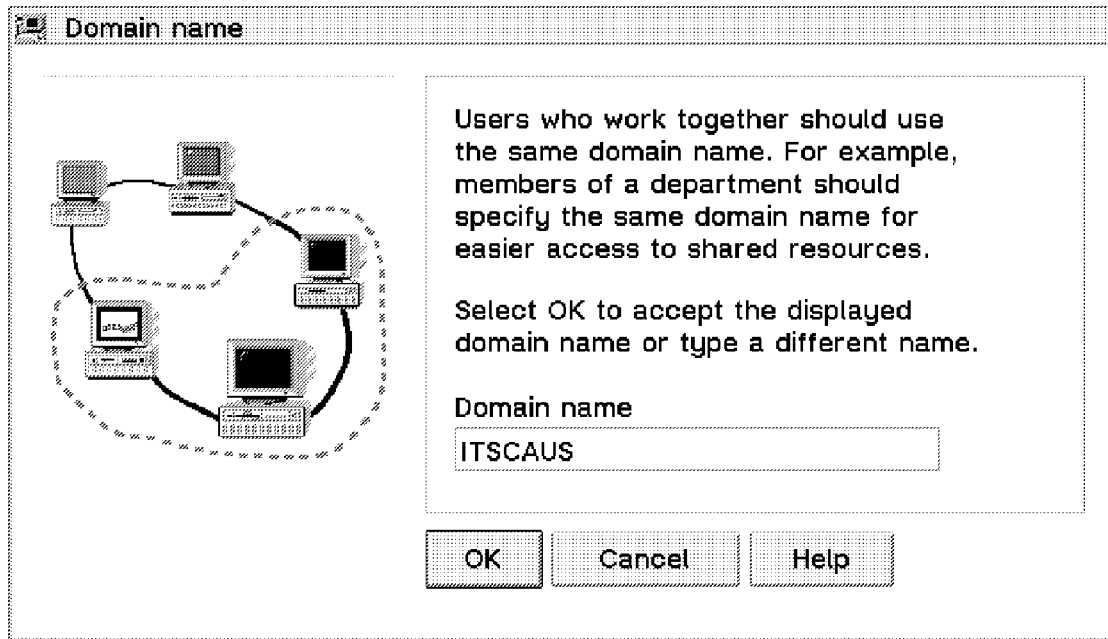 Domain name
Users who work together should use
the same domain name. For example,
members of a department should
specify the same domain name for
easier access to shared resources.
Select OK to accept the displayed
domain name or type a different name.
Domain name
ITSCAUS
OK Cancel Help